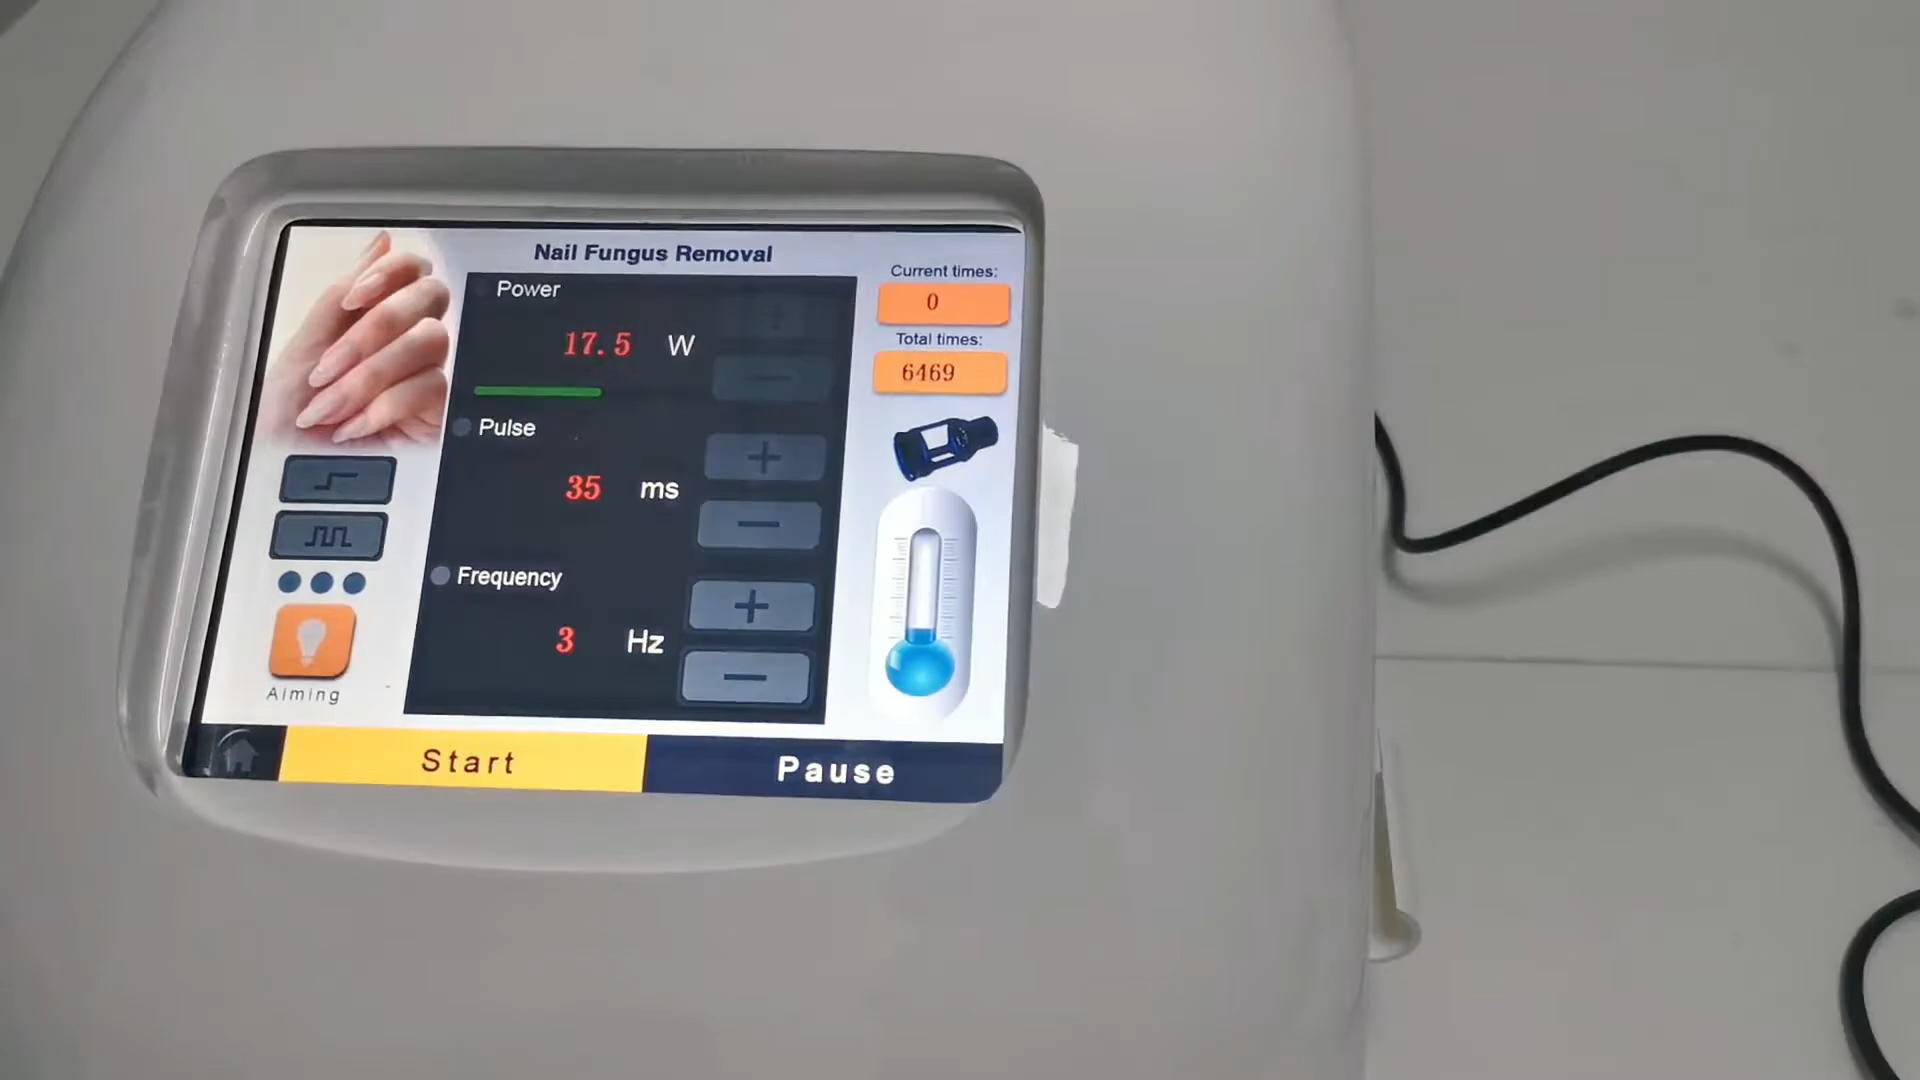 Nail Fungus Removal
Power
17.5 W
Pulse
35 ms
Frequency
3 Hz
Current times:
0
Total times:
6469
Aiming
Start
Pause